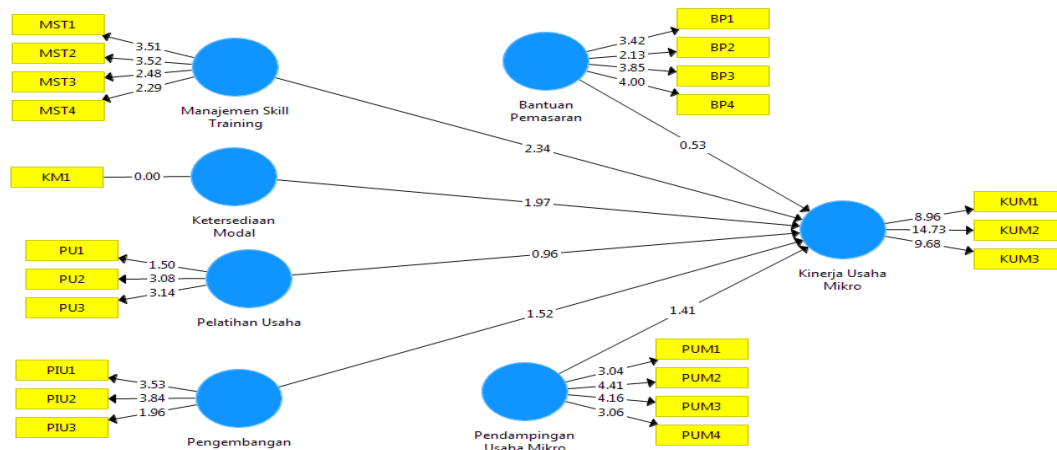 MST1
MST2
MST3
MST4
3.51
3.52
2.48
2.29
Manajemen Skill
Training
BP1
BP2
BP3
BP4
3.42
2.13
3.85
4.00
Bantuan
Pemasaran
2.34
0.53
KM1
0.00
Ketersediaan
Modal
1.97
KUM1
KUM2
KUM3
8.96
14.73
9.68
Kinerja Usaha
Mikro
PU1
PU2
PU3
1.50
3.08
3.14
Pelatihan Usaha
0.96
1.52
1.41
PIU1
PIU2
PIU3
3.53
3.84
1.96
Pengembangan
PUM1
PUM2
PUM3
PUM4
3.04
4.41
4.16
3.06
Pendampingan
Usaha Mikro